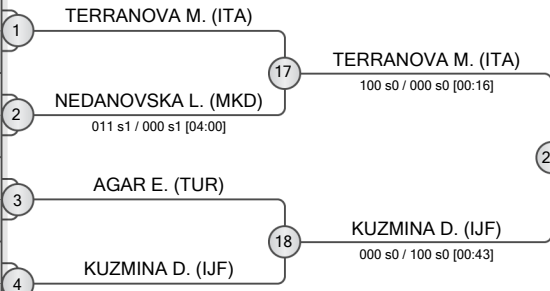 1
TERRANOVA M. (ITA)
17
TERRANOVA M. (ITA)
100 s0 / 000 s0 [00:16]
2
NEDANOVSKA L. (MKD)
011 s1 / 000 s1 [04:00]
2
3
AGAR E. (TUR)
18
KUZMINA D. (IJF)
000 s0 / 100 s0 [00:43]
4
KUZMINA D. (IJF)